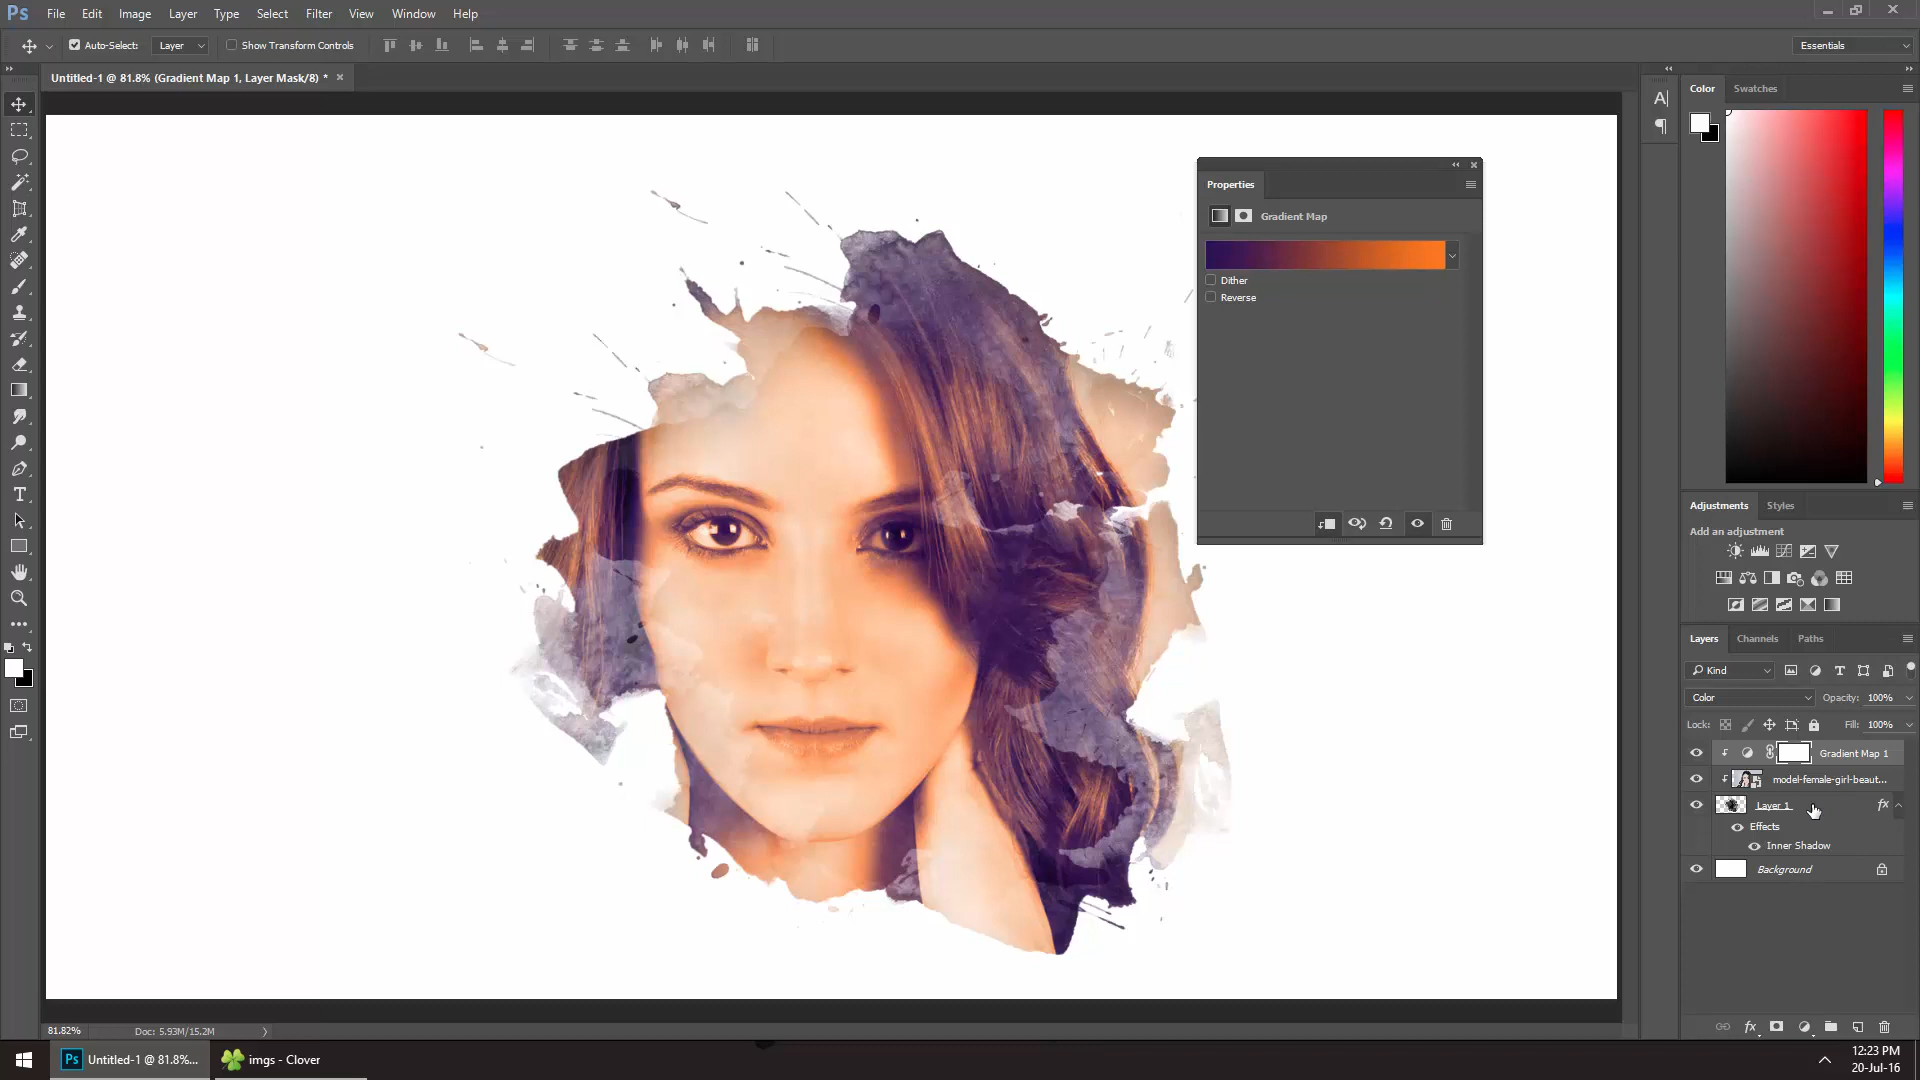 Ps File Edit Image Layer Type Select Filter View Window Help
Auto-Select: Layer Show Transform Controls Essentials
Untitled-1 @ 81.8% (Gradient Map 1, Layer Mask/8) * ×
Color Swatches
Properties
Gradient Map
Dither
Reverse
Adjustments Styles
Add an adjustment
Layers Channels Paths
Kind
Color Opacity: 100%
Lock: Fill: 100%
Gradient Map 1
model-female-girl-beaut...
Layer 1 fx
Effects
Inner Shadow
Background
81.82% Doc: 5.93M/15.2M
Ps Untitled-1 @ 81.8%... imgs - Clover
12:23 PM
20-Jul-16